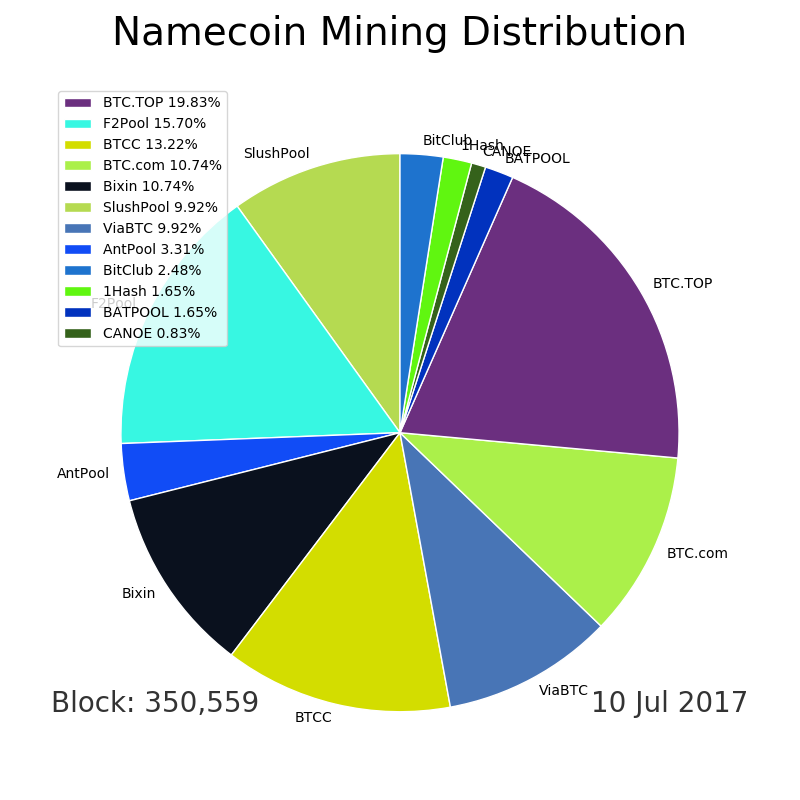 Namecoin Mining Distribution
BTC.TOP 19.83%
F2Pool 15.70%
BTCC 13.22%
BTC.com 10.74%
Bixin 10.74%
SlushPool 9.92%
ViaBTC 9.92%
AntPool 3.31%
BitClub 2.48%
1Hash 1.65%
BATPOOL 1.65%
CANOE 0.83%
SlushPool
BitClub
1Hash
CANOE
BATPOOL
BTC.TOP
F2Pool
AntPool
BTC.com
Bixin
ViaBTC
BTCC
Block: 350,559
10 Jul 2017